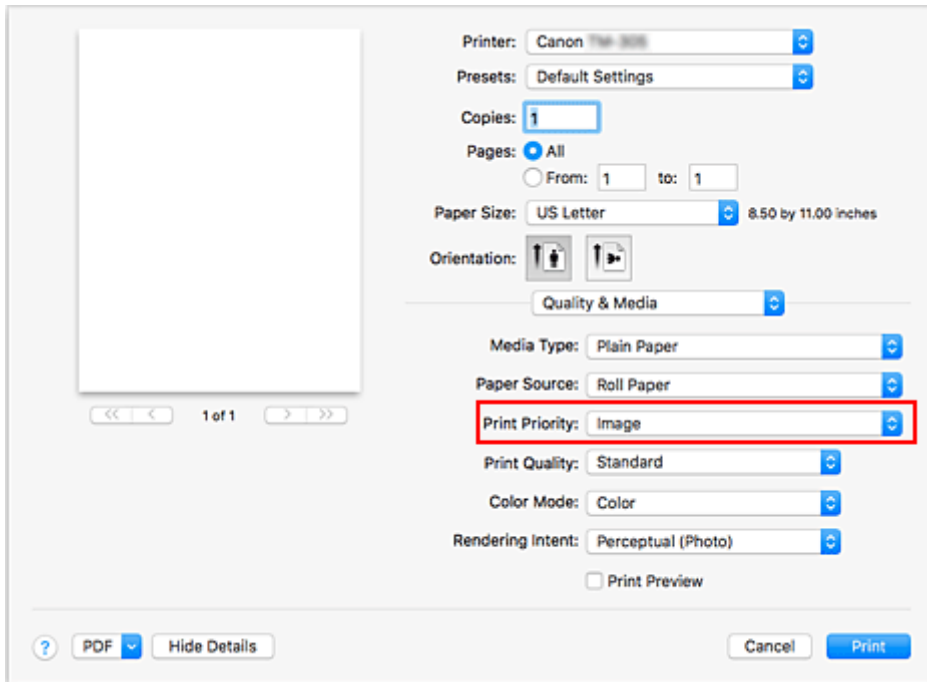 Printer: Canon
Presets: Default Settings
Copies: 1
Pages: All
From: 1 to: 1
Paper Size: US Letter 8.50 by 11.00 inches
Orientation:
Quality & Media
Media Type: Plain Paper
Paper Source: Roll Paper
<< < 1 of 1 > >>
Print Priority: Image
Print Quality: Standard
Color Mode: Color
Rendering Intent: Perceptual (Photo)
Print Preview
? PDF Hide Details Cancel Print